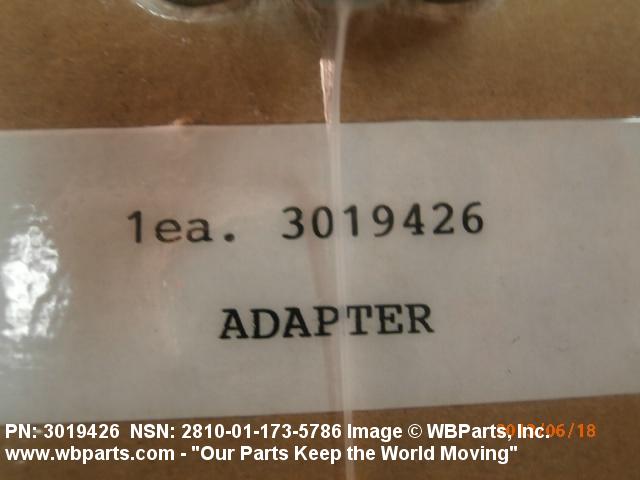 1ea. 3019426
ADAPTER
PN: 3019426 NSN: 2810-01-173-5786 Image © WBParts, Inc.
www.wbparts.com - "Our Parts Keep the World Moving"